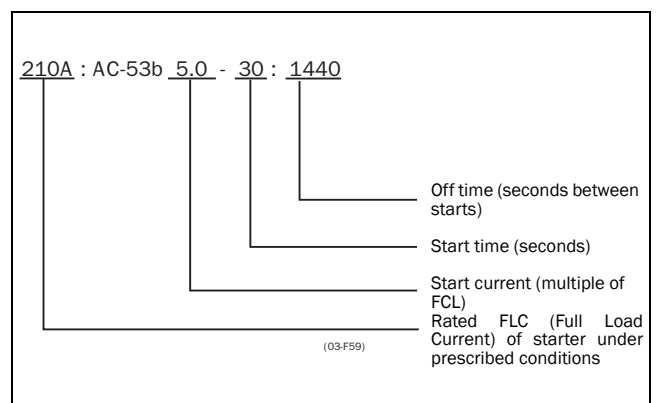 210A : AC-53b 5.0 - 30 : 1440
Off time (seconds between
starts)
Start time (seconds)
Start current (multiple of
FCL)
Rated FLC (Full Load
Current) of starter under
prescribed conditions
(03-F59)